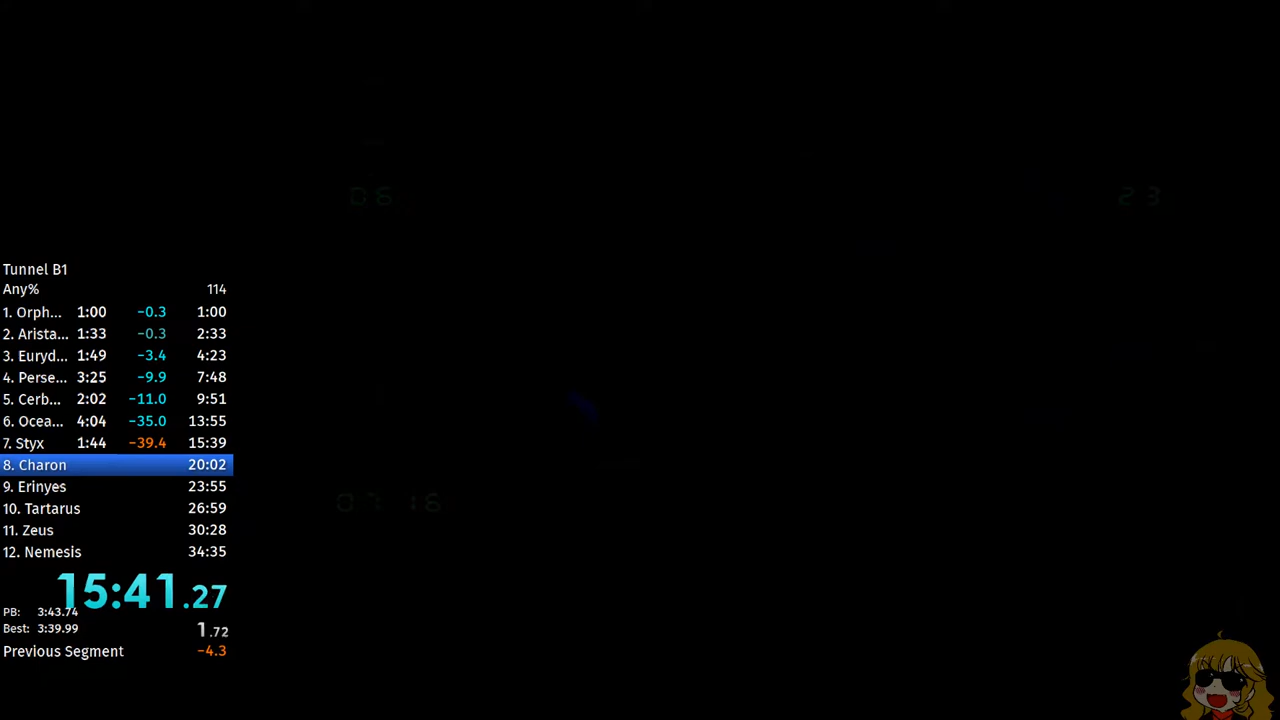 06 23
Tunnel B1
Any% 114
1. Orph... 1:00 −0.3 1:00
2. Arista... 1:33 −0.3 2:33
3. Euryd... 1:49 −3.4 4:23
4. Perse... 3:25 −9.9 7:48
5. Cerb... 2:02 −11.0 9:51
6. Ocea... 4:04 −35.0 13:55
7. Styx 1:44 −39.4 15:39
8. Charon 20:02
9. Erinyes 23:55
07 16
10. Tartarus 26:59
11. Zeus 30:28
12. Nemesis 34:35
15:41.27
PB: 3:43.74
Best: 3:39.99 1.72
Previous Segment −4.3